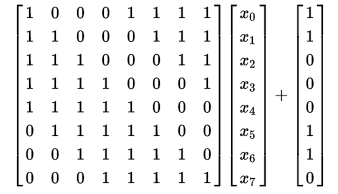 1 0 0 0 1 1 1 1 x₀ 1
1 1 0 0 0 1 1 1 x₁ 1
1 1 1 0 0 0 1 1 x₂ 0
1 1 1 1 0 0 0 1 x₃ + 0
1 1 1 1 1 0 0 0 x₄ 0
0 1 1 1 1 1 0 0 x₅ 1
0 0 1 1 1 1 1 0 x₆ 1
0 0 0 1 1 1 1 1 x₇ 0